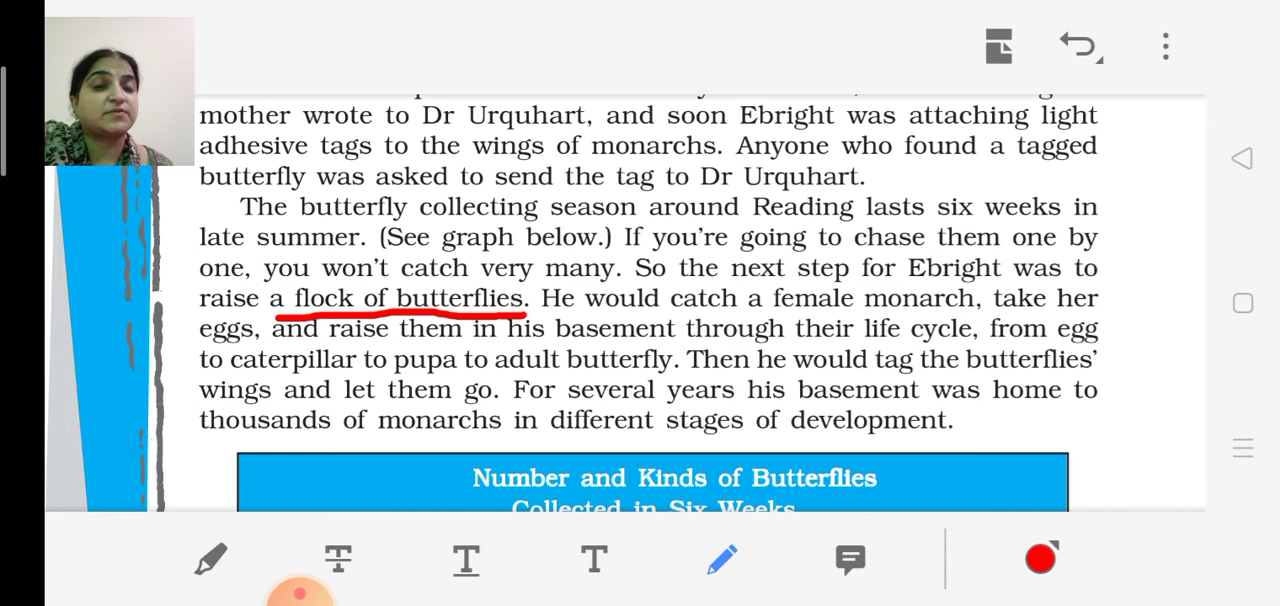 mother wrote to Dr Urquhart, and soon Ebright was attaching light
adhesive tags to the wings of monarchs. Anyone who found a tagged
butterfly was asked to send the tag to Dr Urquhart.
The butterfly collecting season around Reading lasts six weeks in
late summer. (See graph below.) If you're going to chase them one by
one, you won't catch very many. So the next step for Ebright was to
raise a flock of butterflies. He would catch a female monarch, take her
eggs, and raise them in his basement through their life cycle, from egg
to caterpillar to pupa to adult butterfly. Then he would tag the butterflies'
wings and let them go. For several years his basement was home to
thousands of monarchs in different stages of development.
Number and Kinds of Butterflies
Collected in Six Weeks